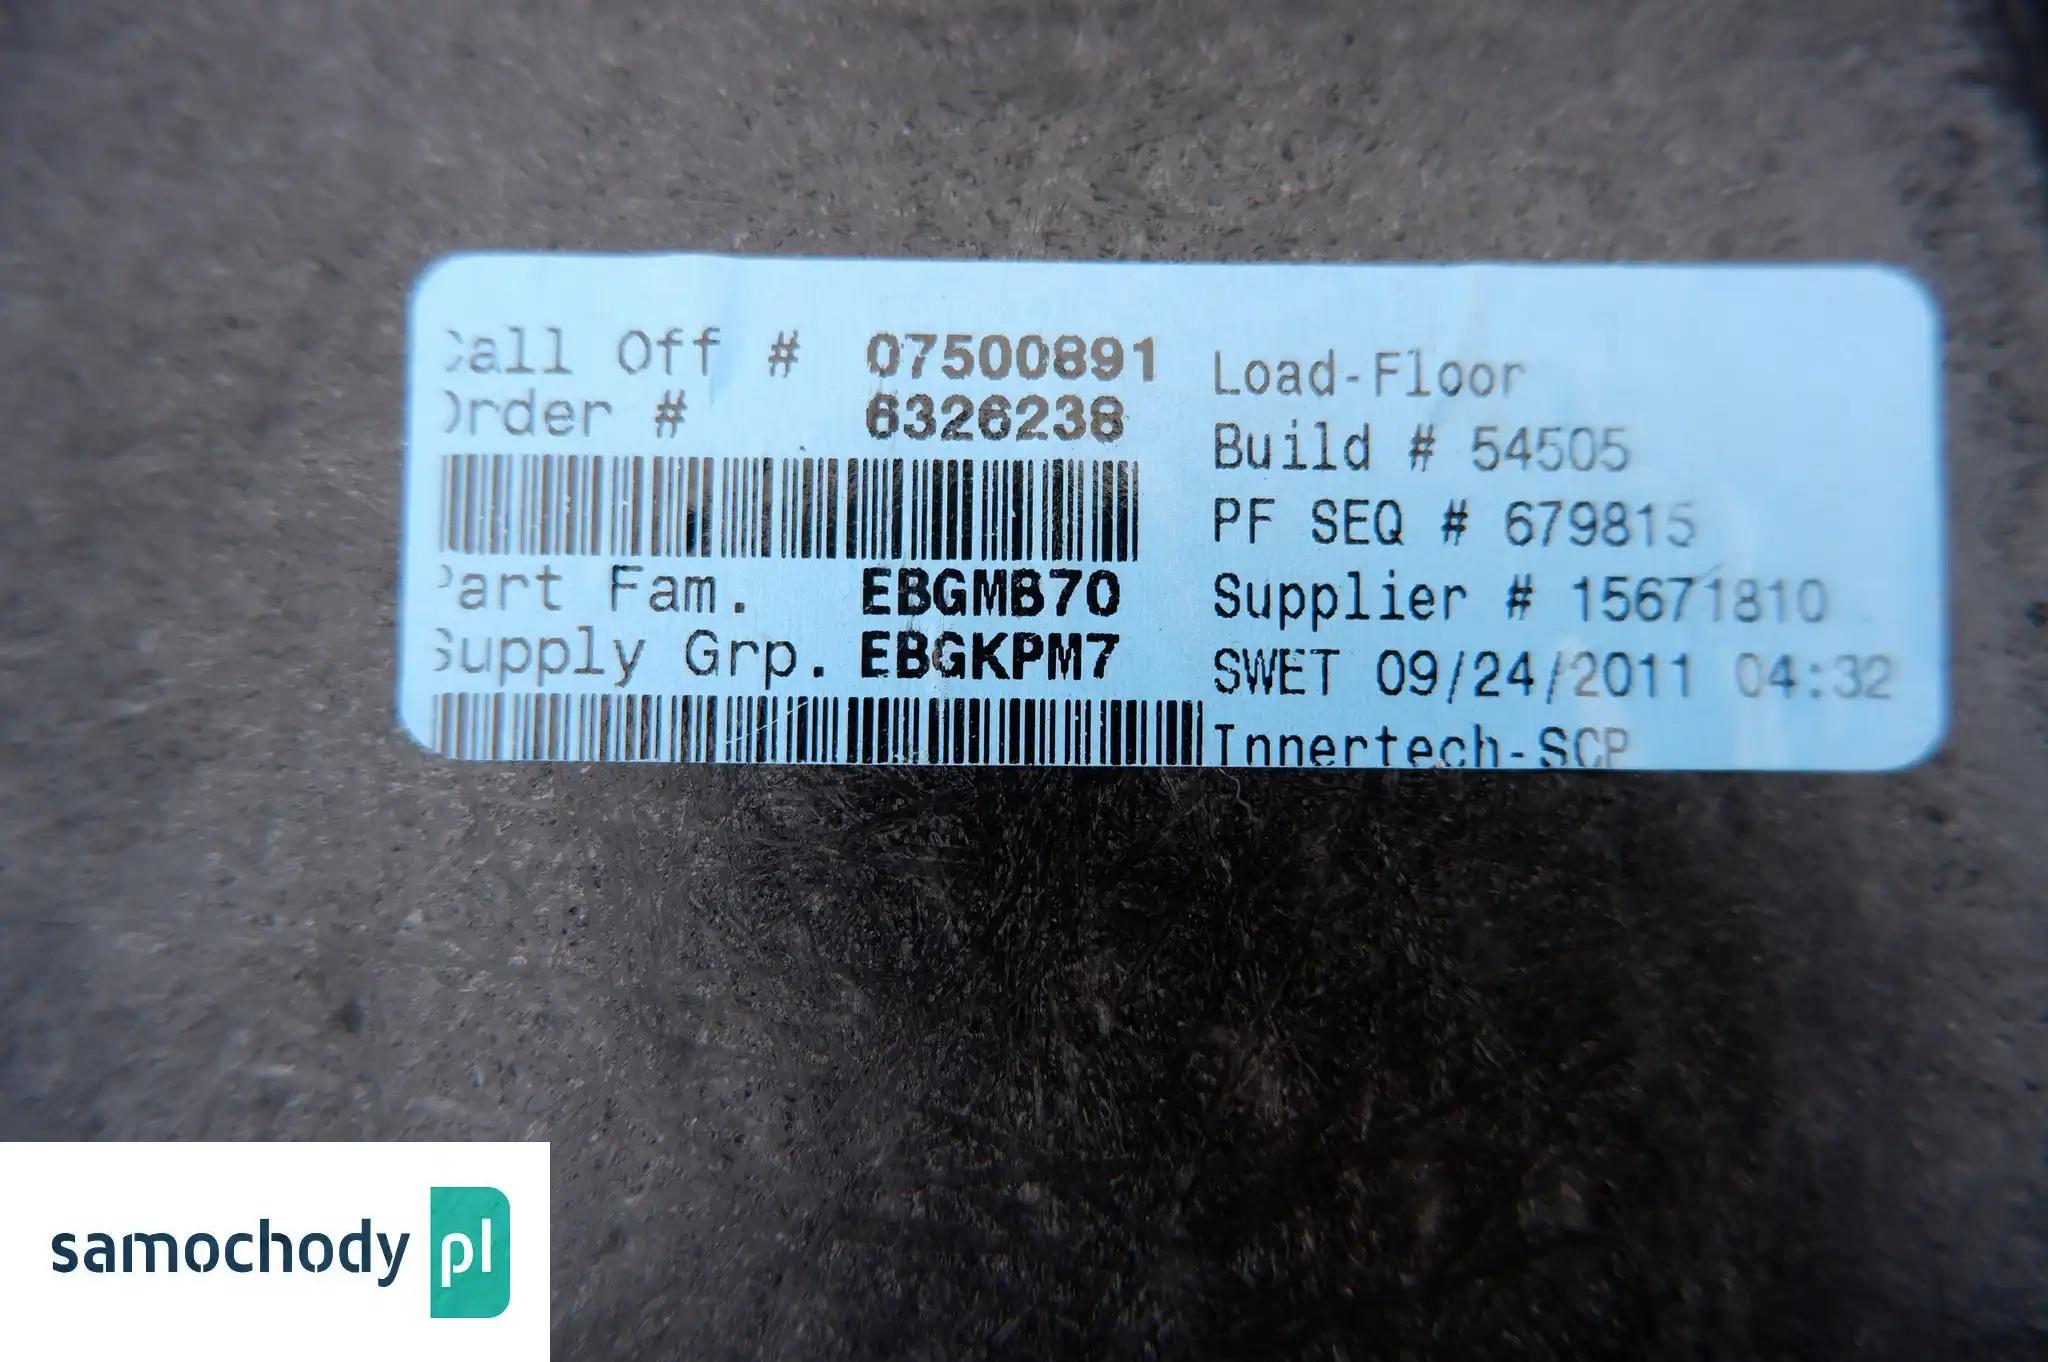 Call Off # 07500891
Order # 6326238
Part Fam. EBGMB70
Supply Grp. EBGKPM7
Load-Floor
Build # 54505
PF SEQ # 679815
Supplier # 15671810
SWET 09/24/2011 04:32
Innertech-SCP
samochody pl